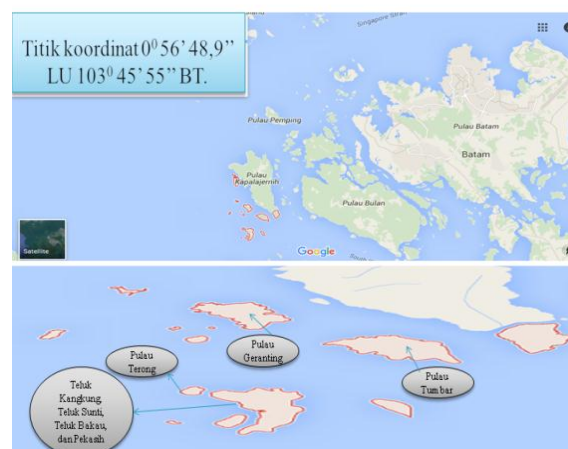 Titik koordinat 0⁰ 56’ 48,9’’
LU 103⁰ 45’ 55’’ BT.
Singapore Strait
Pulau Pemping
Pulau Batam
Batam
Pulau
Kapalajernih
Pulau Bulan
Satellite
Google
Pulau
Geranting
Pulau
Terong
Pulau
Tumbar
Teluk
Kangkung,
Teluk Sunti,
Teluk Bakau,
dan Pekasih